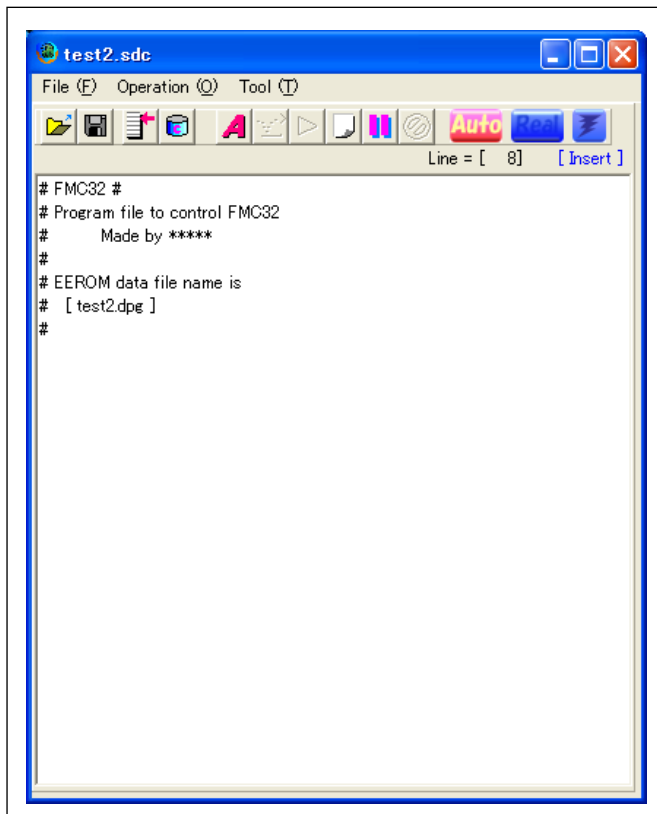 test2.sdc
File (F) Operation (O) Tool (T)
A Auto Real
Line = [ 8] [ Insert ]
# FMC32 #
# Program file to control FMC32
# Made by *****
#
# EEROM data file name is
# [ test2.dpg ]
#